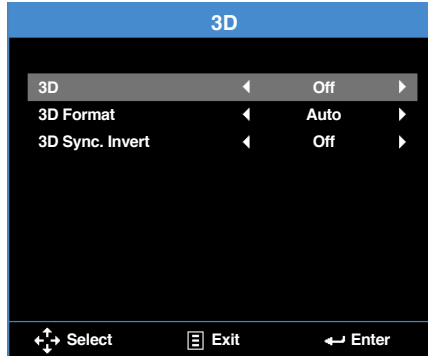 3D
3D Off
3D Format Auto
3D Sync. Invert Off
Select Exit Enter